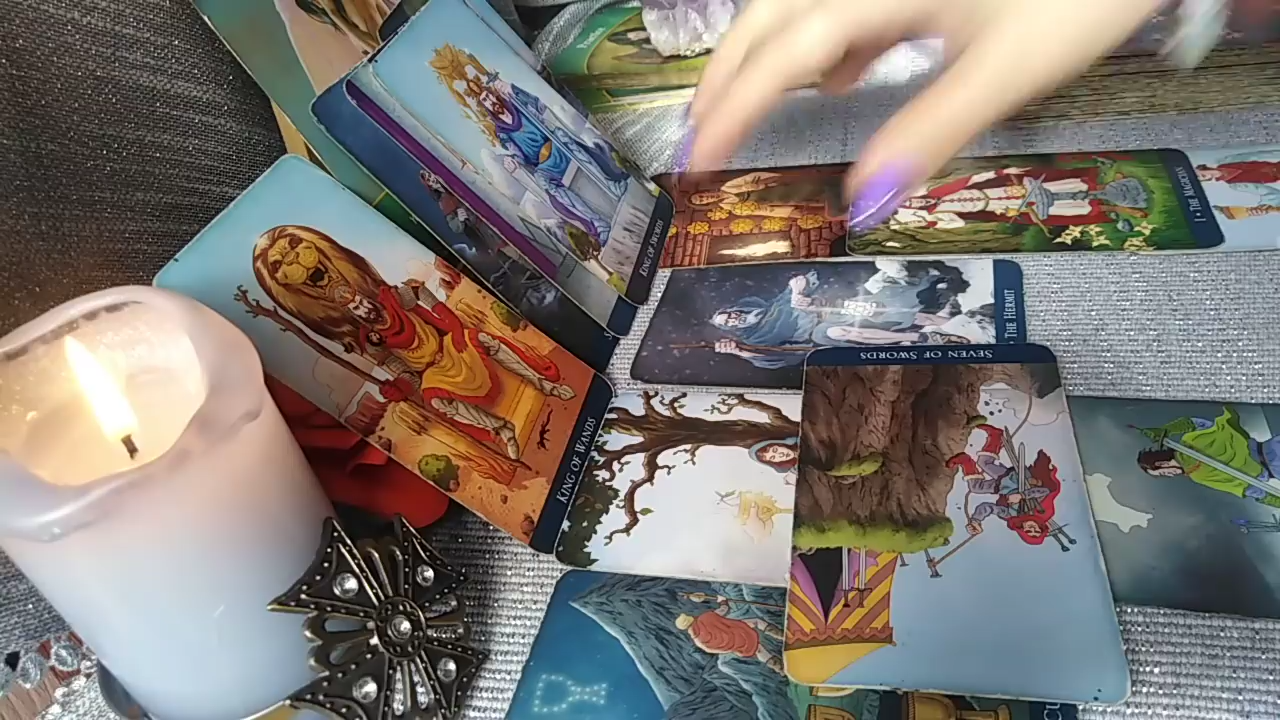 KING OF SWORDS
I • THE MAGICIAN
THE HERMIT
SEVEN OF SWORDS
KING OF WANDS